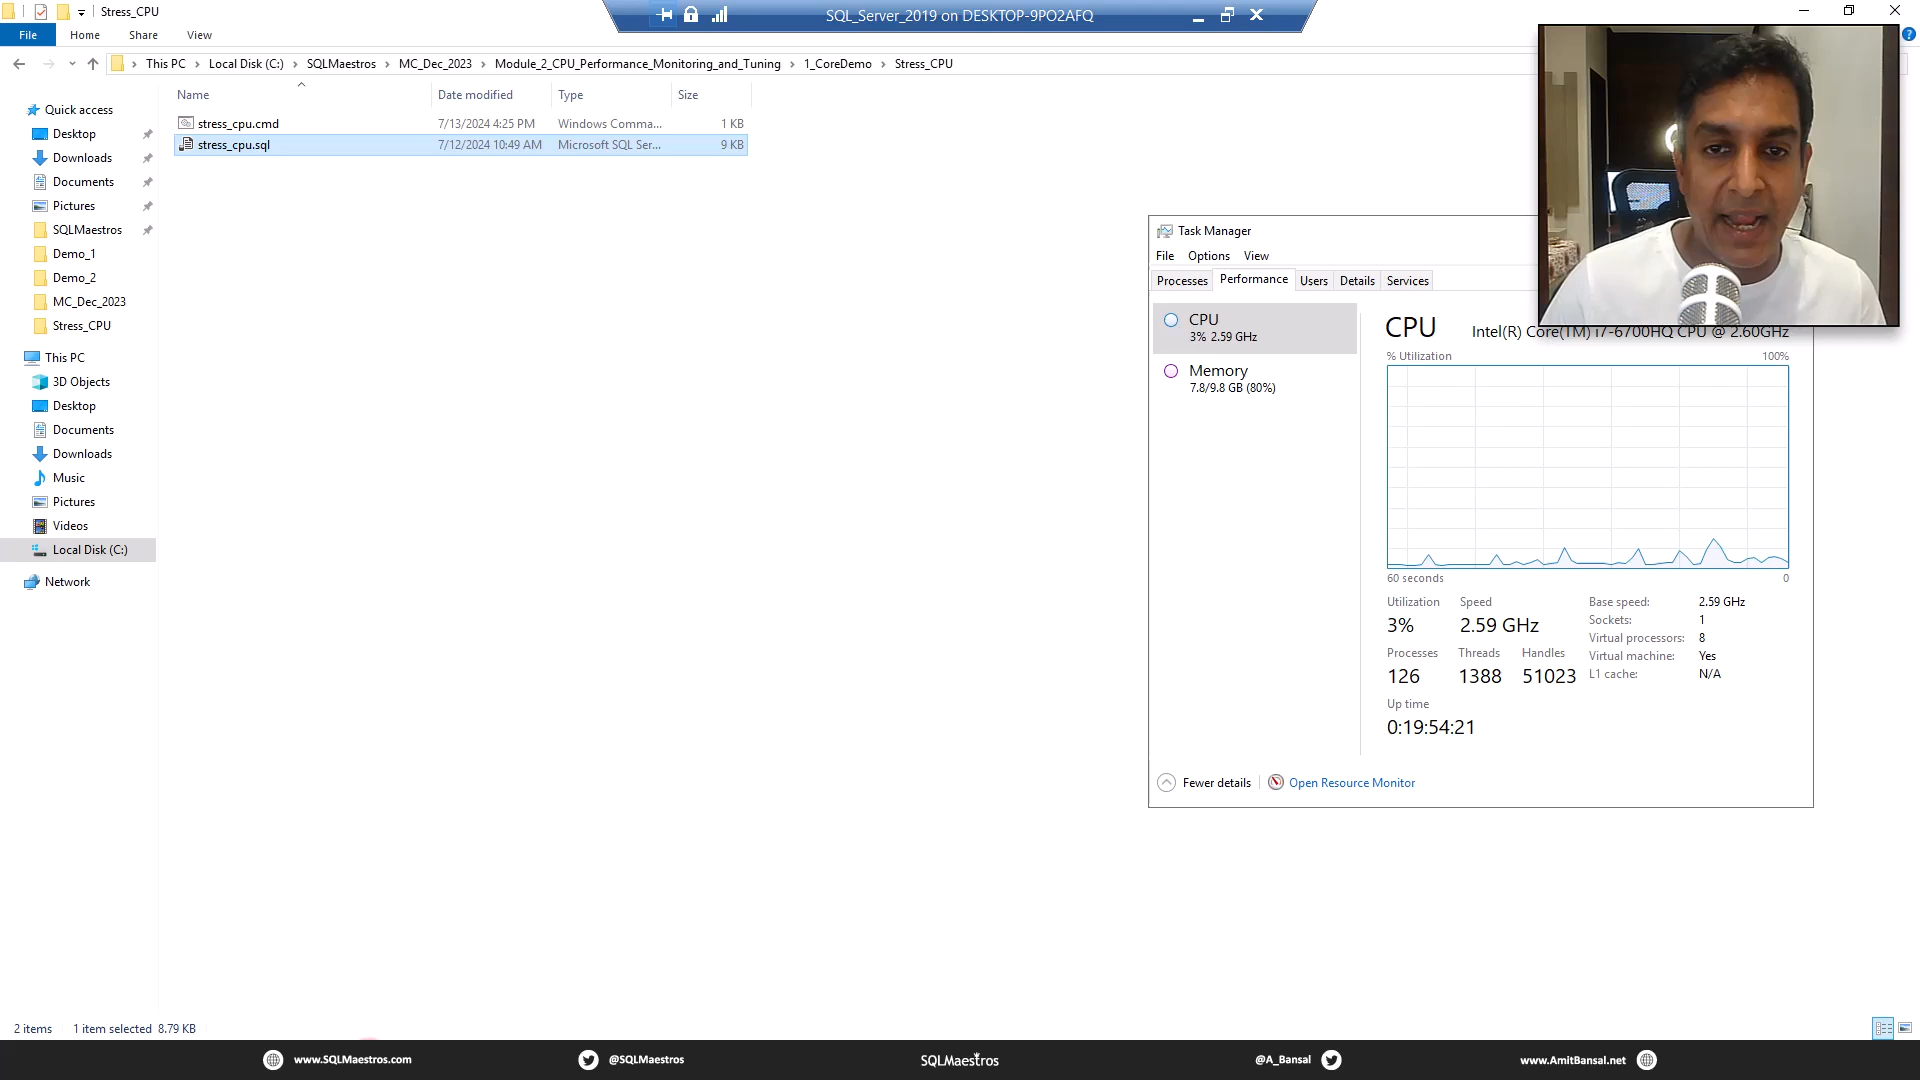 Stress_CPU
SQL_Server_2019 on DESKTOP-9PO2AFQ
File Home Share View
This PC > Local Disk (C:) > SQLMaestros > MC_Dec_2023 > Module_2_CPU_Performance_Monitoring_and_Tuning > 1_CoreDemo > Stress_CPU
Quick access
Desktop
Downloads
Documents
Pictures
SQLMaestros
Demo_1
Demo_2
MC_Dec_2023
Stress_CPU
This PC
3D Objects
Desktop
Documents
Downloads
Music
Pictures
Videos
Local Disk (C:)
Network
Name Date modified Type Size
stress_cpu.cmd 7/13/2024 4:25 PM Windows Comma... 1 KB
stress_cpu.sql 7/12/2024 10:49 AM Microsoft SQL Ser... 9 KB
Task Manager
File Options View
Processes Performance Users Details Services
CPU
3% 2.59 GHz
Memory
7.8/9.8 GB (80%)
CPU Intel(R) Core(TM) i7-6700HQ CPU @ 2.60GHz
% Utilization 100%
60 seconds 0
Utilization Speed
3% 2.59 GHz
Processes Threads Handles
126 1388 51023
Up time
0:19:54:21
Base speed: 2.59 GHz
Sockets: 1
Virtual processors: 8
Virtual machine: Yes
L1 cache: N/A
Fewer details Open Resource Monitor
2 items 1 item selected 8.79 KB
www.SQLMaestros.com @SQLMaestros SQLMaestros @A_Bansal www.AmitBansal.net